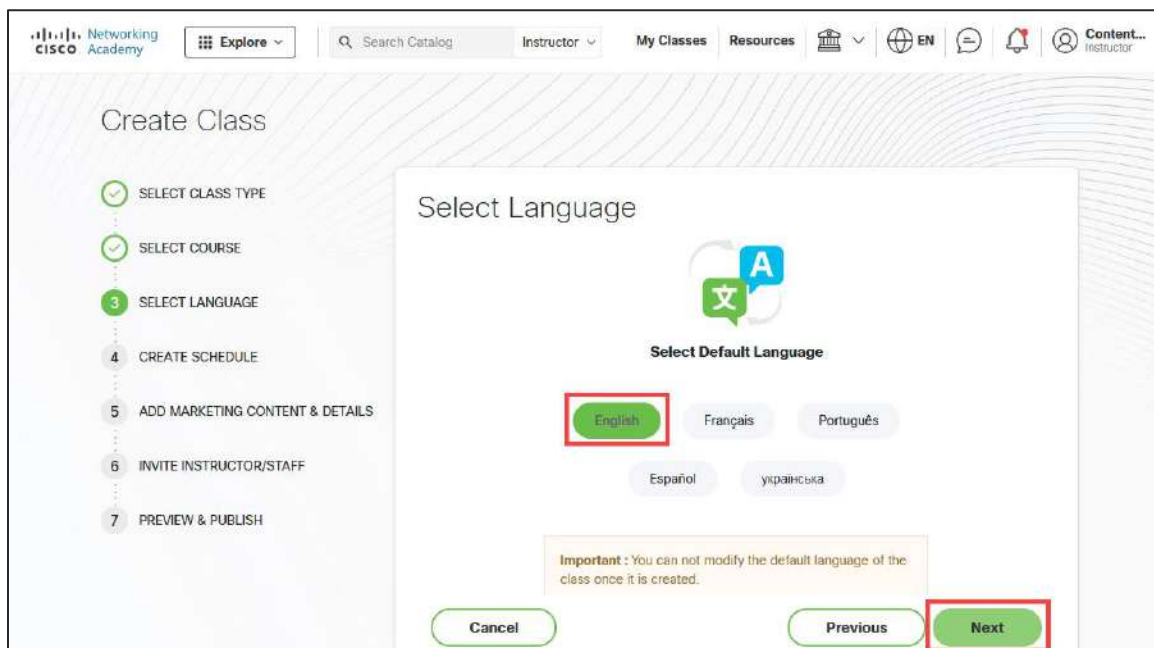 Networking
CISCO Academy
Explore
Search Catalog
Instructor
My Classes
Resources
EN
Content...
Instructor
Create Class
SELECT CLASS TYPE
SELECT COURSE
3 SELECT LANGUAGE
4 CREATE SCHEDULE
5 ADD MARKETING CONTENT & DETAILS
6 INVITE INSTRUCTOR/STAFF
7 PREVIEW & PUBLISH
Select Language
文 A
Select Default Language
English
Français
Português
Español
українська
Important : You can not modify the default language of the
class once it is created.
Cancel
Previous
Next